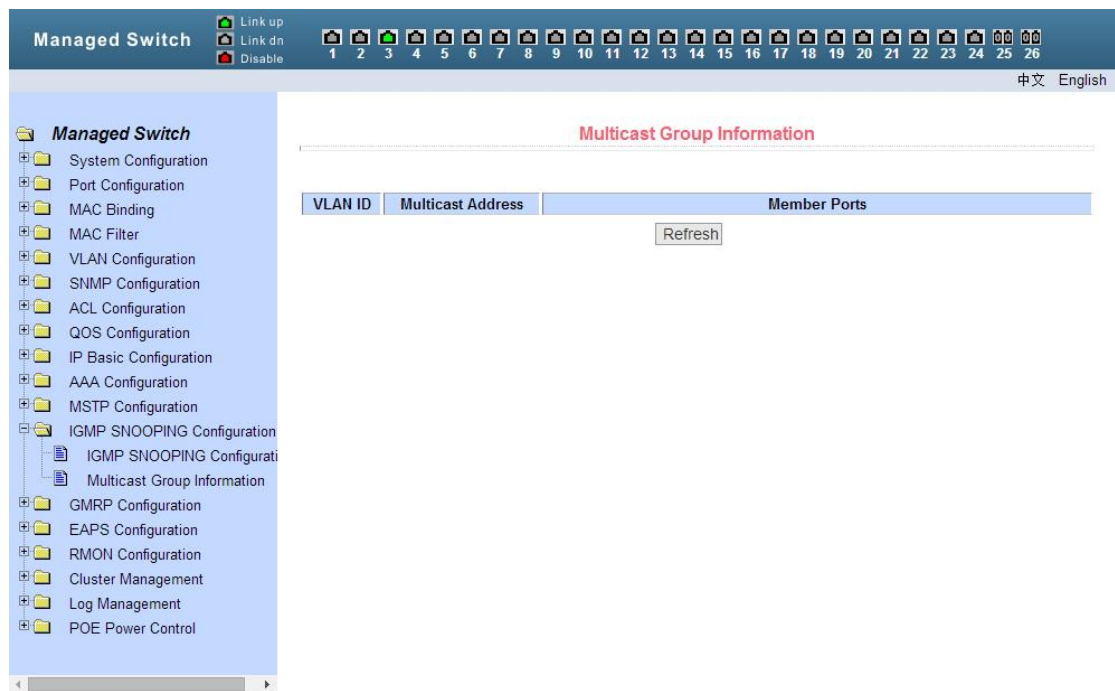 Managed Switch
Link up
Link dn
Disable
1 2 3 4 5 6 7 8 9 10 11 12 13 14 15 16 17 18 19 20 21 22 23 24 25 26
中文 English
Managed Switch
System Configuration
Port Configuration
MAC Binding
MAC Filter
VLAN Configuration
SNMP Configuration
ACL Configuration
QOS Configuration
IP Basic Configuration
AAA Configuration
MSTP Configuration
IGMP SNOOPING Configuration
IGMP SNOOPING Configurati
Multicast Group Information
GMRP Configuration
EAPS Configuration
RMON Configuration
Cluster Management
Log Management
POE Power Control
Multicast Group Information
VLAN ID Multicast Address Member Ports
Refresh